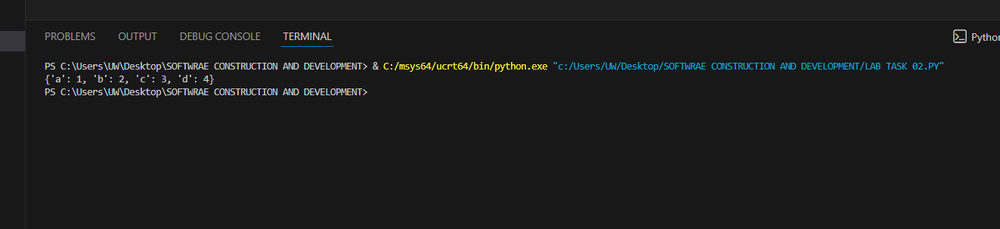 PROBLEMS OUTPUT DEBUG CONSOLE TERMINAL Python
PS C:\Users\UW\Desktop\SOFTWRAE CONSTRUCTION AND DEVELOPMENT> & C:/msys64/ucrt64/bin/python.exe "c:/Users/UW/Desktop/SOFTWRAE CONSTRUCTION AND DEVELOPMENT/LAB TASK 02.PY"
{'a': 1, 'b': 2, 'c': 3, 'd': 4}
PS C:\Users\UW\Desktop\SOFTWRAE CONSTRUCTION AND DEVELOPMENT>